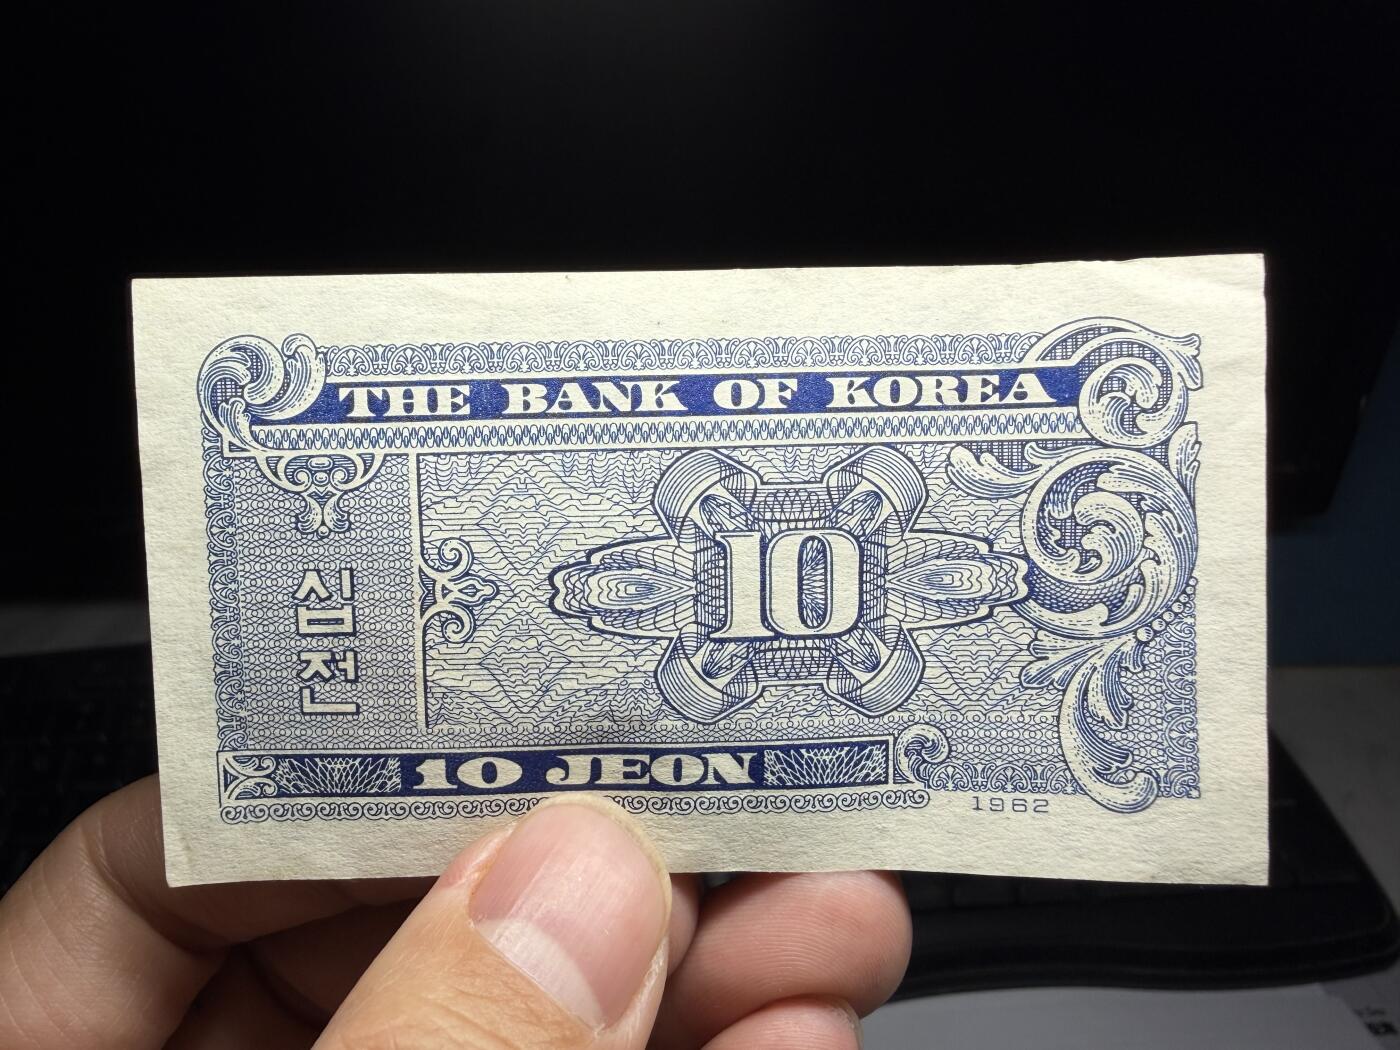 THE BANK OF KOREA
십
전
10
10 JEON
1962